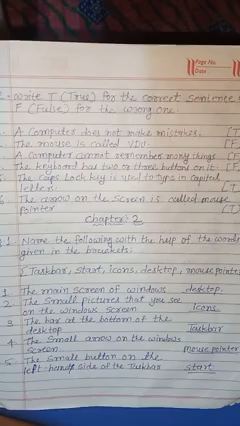 Page No.
Date
Write T (True) for the correct sentence
F (False) for the wrong one.
A Computer does not make mistakes. (T
The mouse is called VDU. (F
A Computer cannot remember many things (F
The keyboard has two or three buttons on it. (F
The caps Lock key is used to type in capital
letters. (T
The arrow on the Screen is called mouse
pointer (T)
Chapter: 2
1 Name the following with the help of the words
given in the brackets:
[Taskbar, start, Icons, desktop, mouse pointer
1 The main screen of windows desktop.
2 The Small pictures that you see
on the windows screen Icons
3 The bar at the bottom of the
desktop Taskbar
4 The Small arrow on the windows
Screen mouse pointer
5 The small button on the
left-hand side of the Taskbar start